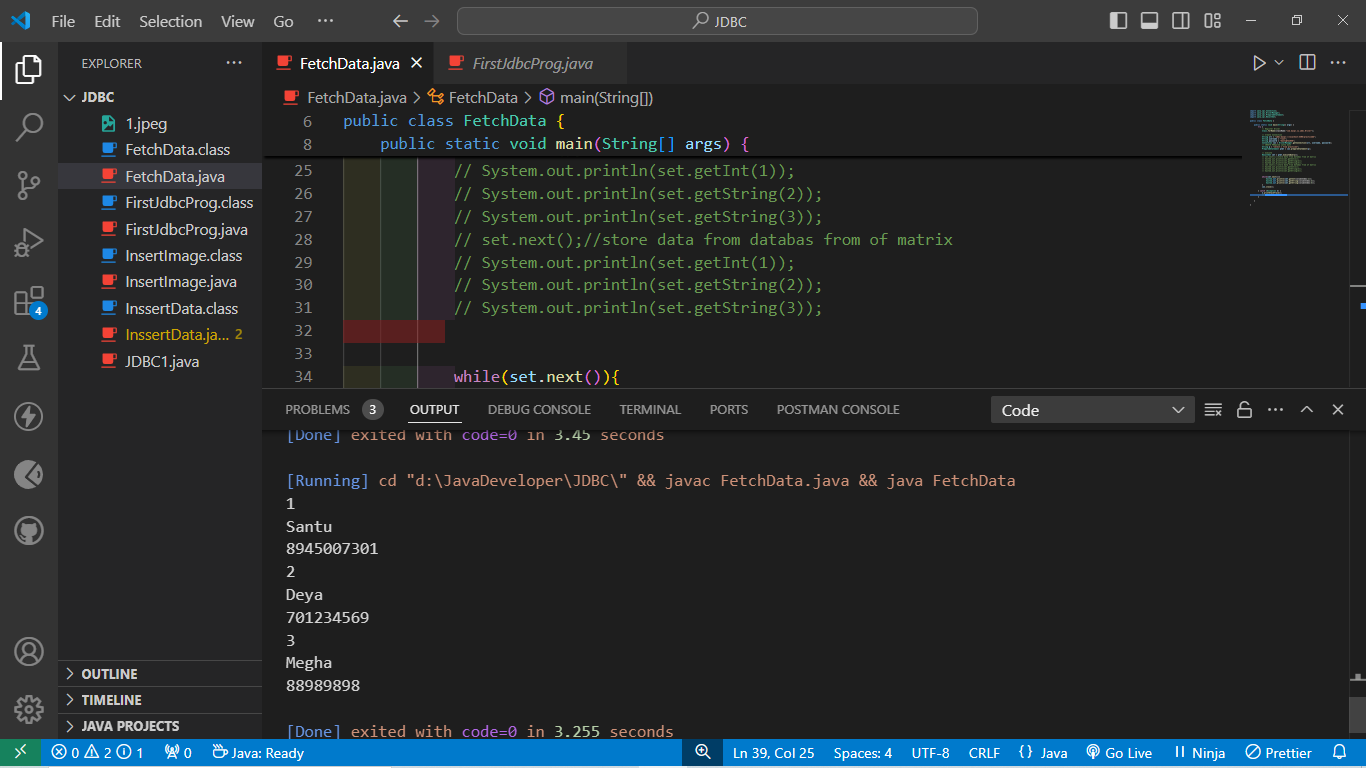 File Edit Selection View Go ··· JDBC
EXPLORER ···
JDBC
1.jpeg
FetchData.class
FetchData.java
FirstJdbcProg.class
FirstJdbcProg.java
InsertImage.class
InsertImage.java
InssertData.class
InssertData.ja... 2
JDBC1.java
OUTLINE
TIMELINE
JAVA PROJECTS
4
FetchData.java FirstJdbcProg.java
FetchData.java > FetchData > main(String[])
6 public class FetchData {
8 public static void main(String[] args) {
25 // System.out.println(set.getInt(1));
26 // System.out.println(set.getString(2));
27 // System.out.println(set.getString(3));
28 // set.next();//store data from databas from of matrix
29 // System.out.println(set.getInt(1));
30 // System.out.println(set.getString(2));
31 // System.out.println(set.getString(3));
32
33
34 while(set.next()){
PROBLEMS 3 OUTPUT DEBUG CONSOLE TERMINAL PORTS POSTMAN CONSOLE Code
[Done] exited with code=0 in 3.45 seconds
[Running] cd "d:\JavaDeveloper\JDBC\" && javac FetchData.java && java FetchData
1
Santu
8945007301
2
Deya
701234569
3
Megha
88989898
[Done] exited with code=0 in 3.255 seconds
0 2 1 0 Java: Ready Ln 39, Col 25 Spaces: 4 UTF-8 CRLF {} Java Go Live Ninja Prettier